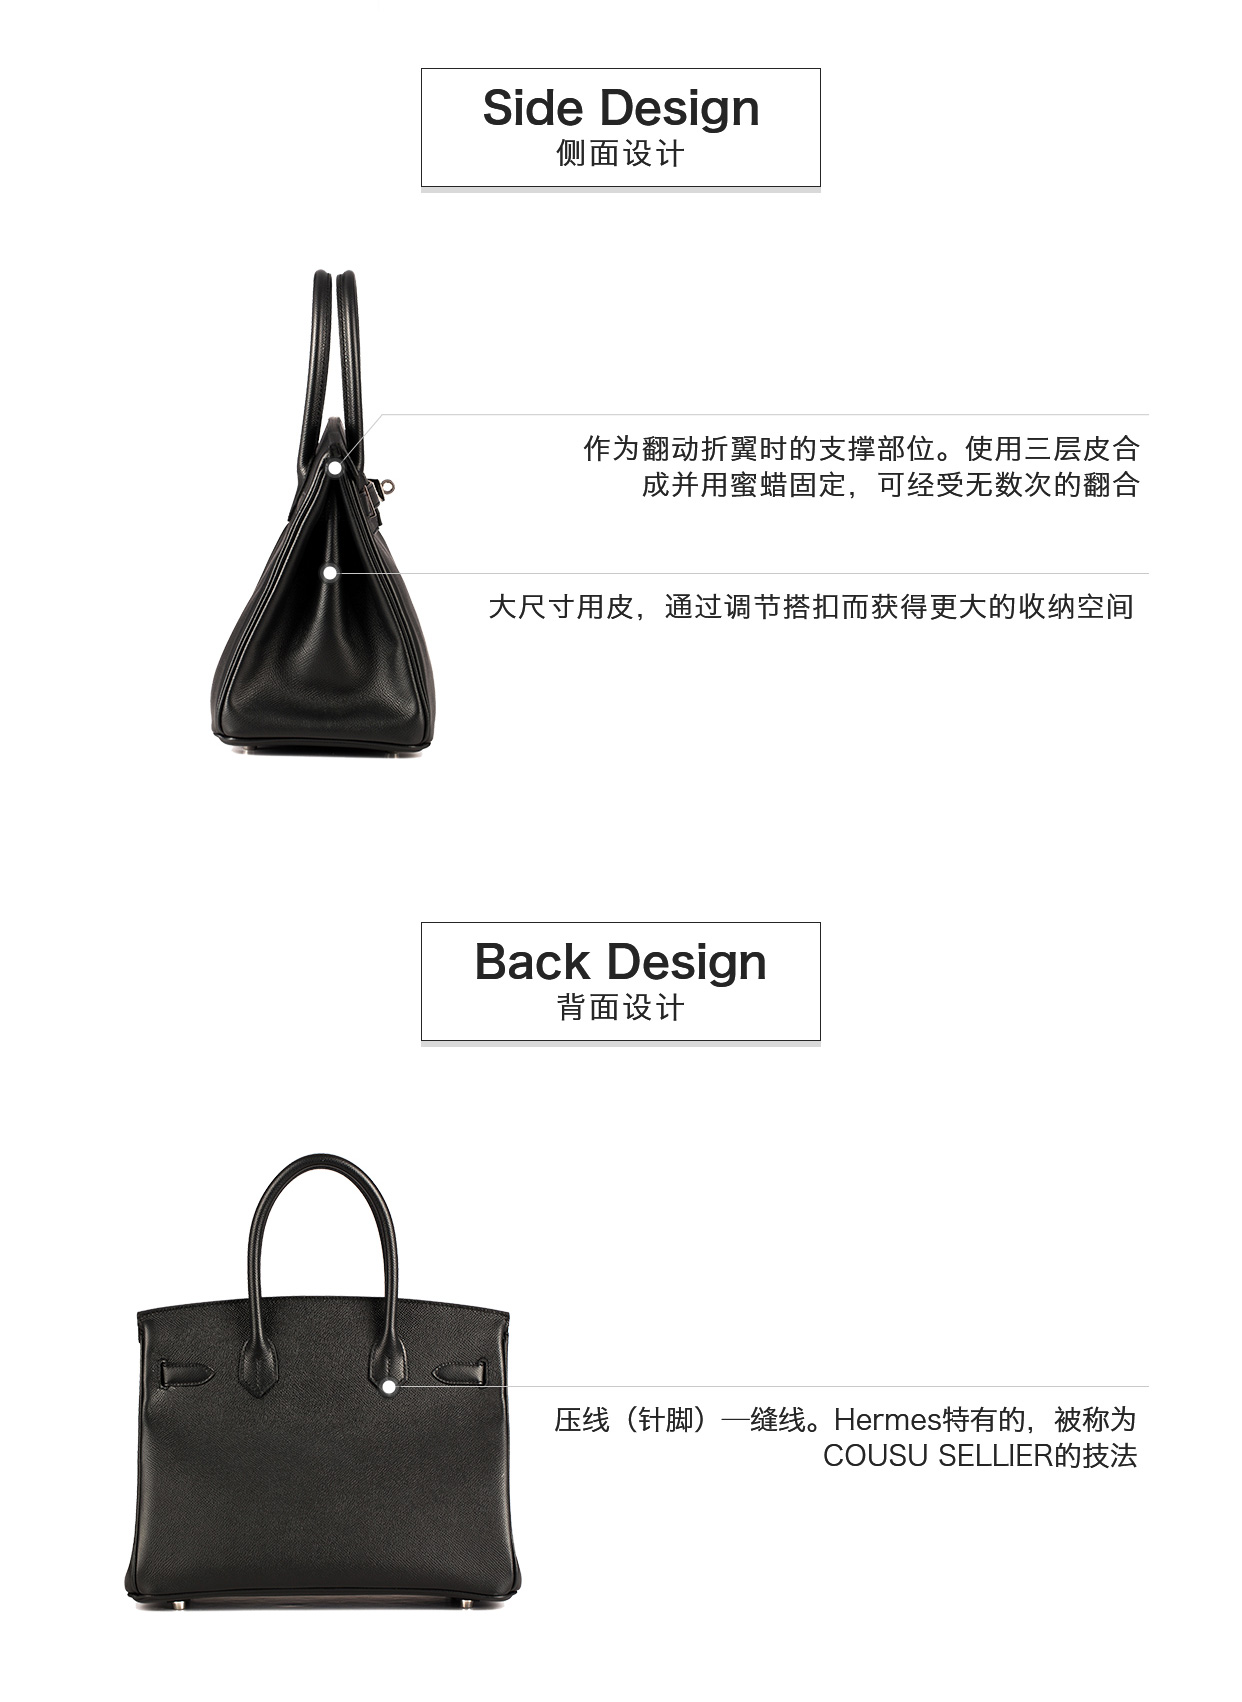 Side Design
侧面设计
作为翻动折翼时的支撑部位。使用三层皮合
成并用蜜蜡固定，可经受无数次的翻合
大尺寸用皮，通过调节搭扣而获得更大的收纳空间
Back Design
背面设计
压线（针脚）—缝线。Hermes特有的，被称为
COUSU SELLIER的技法